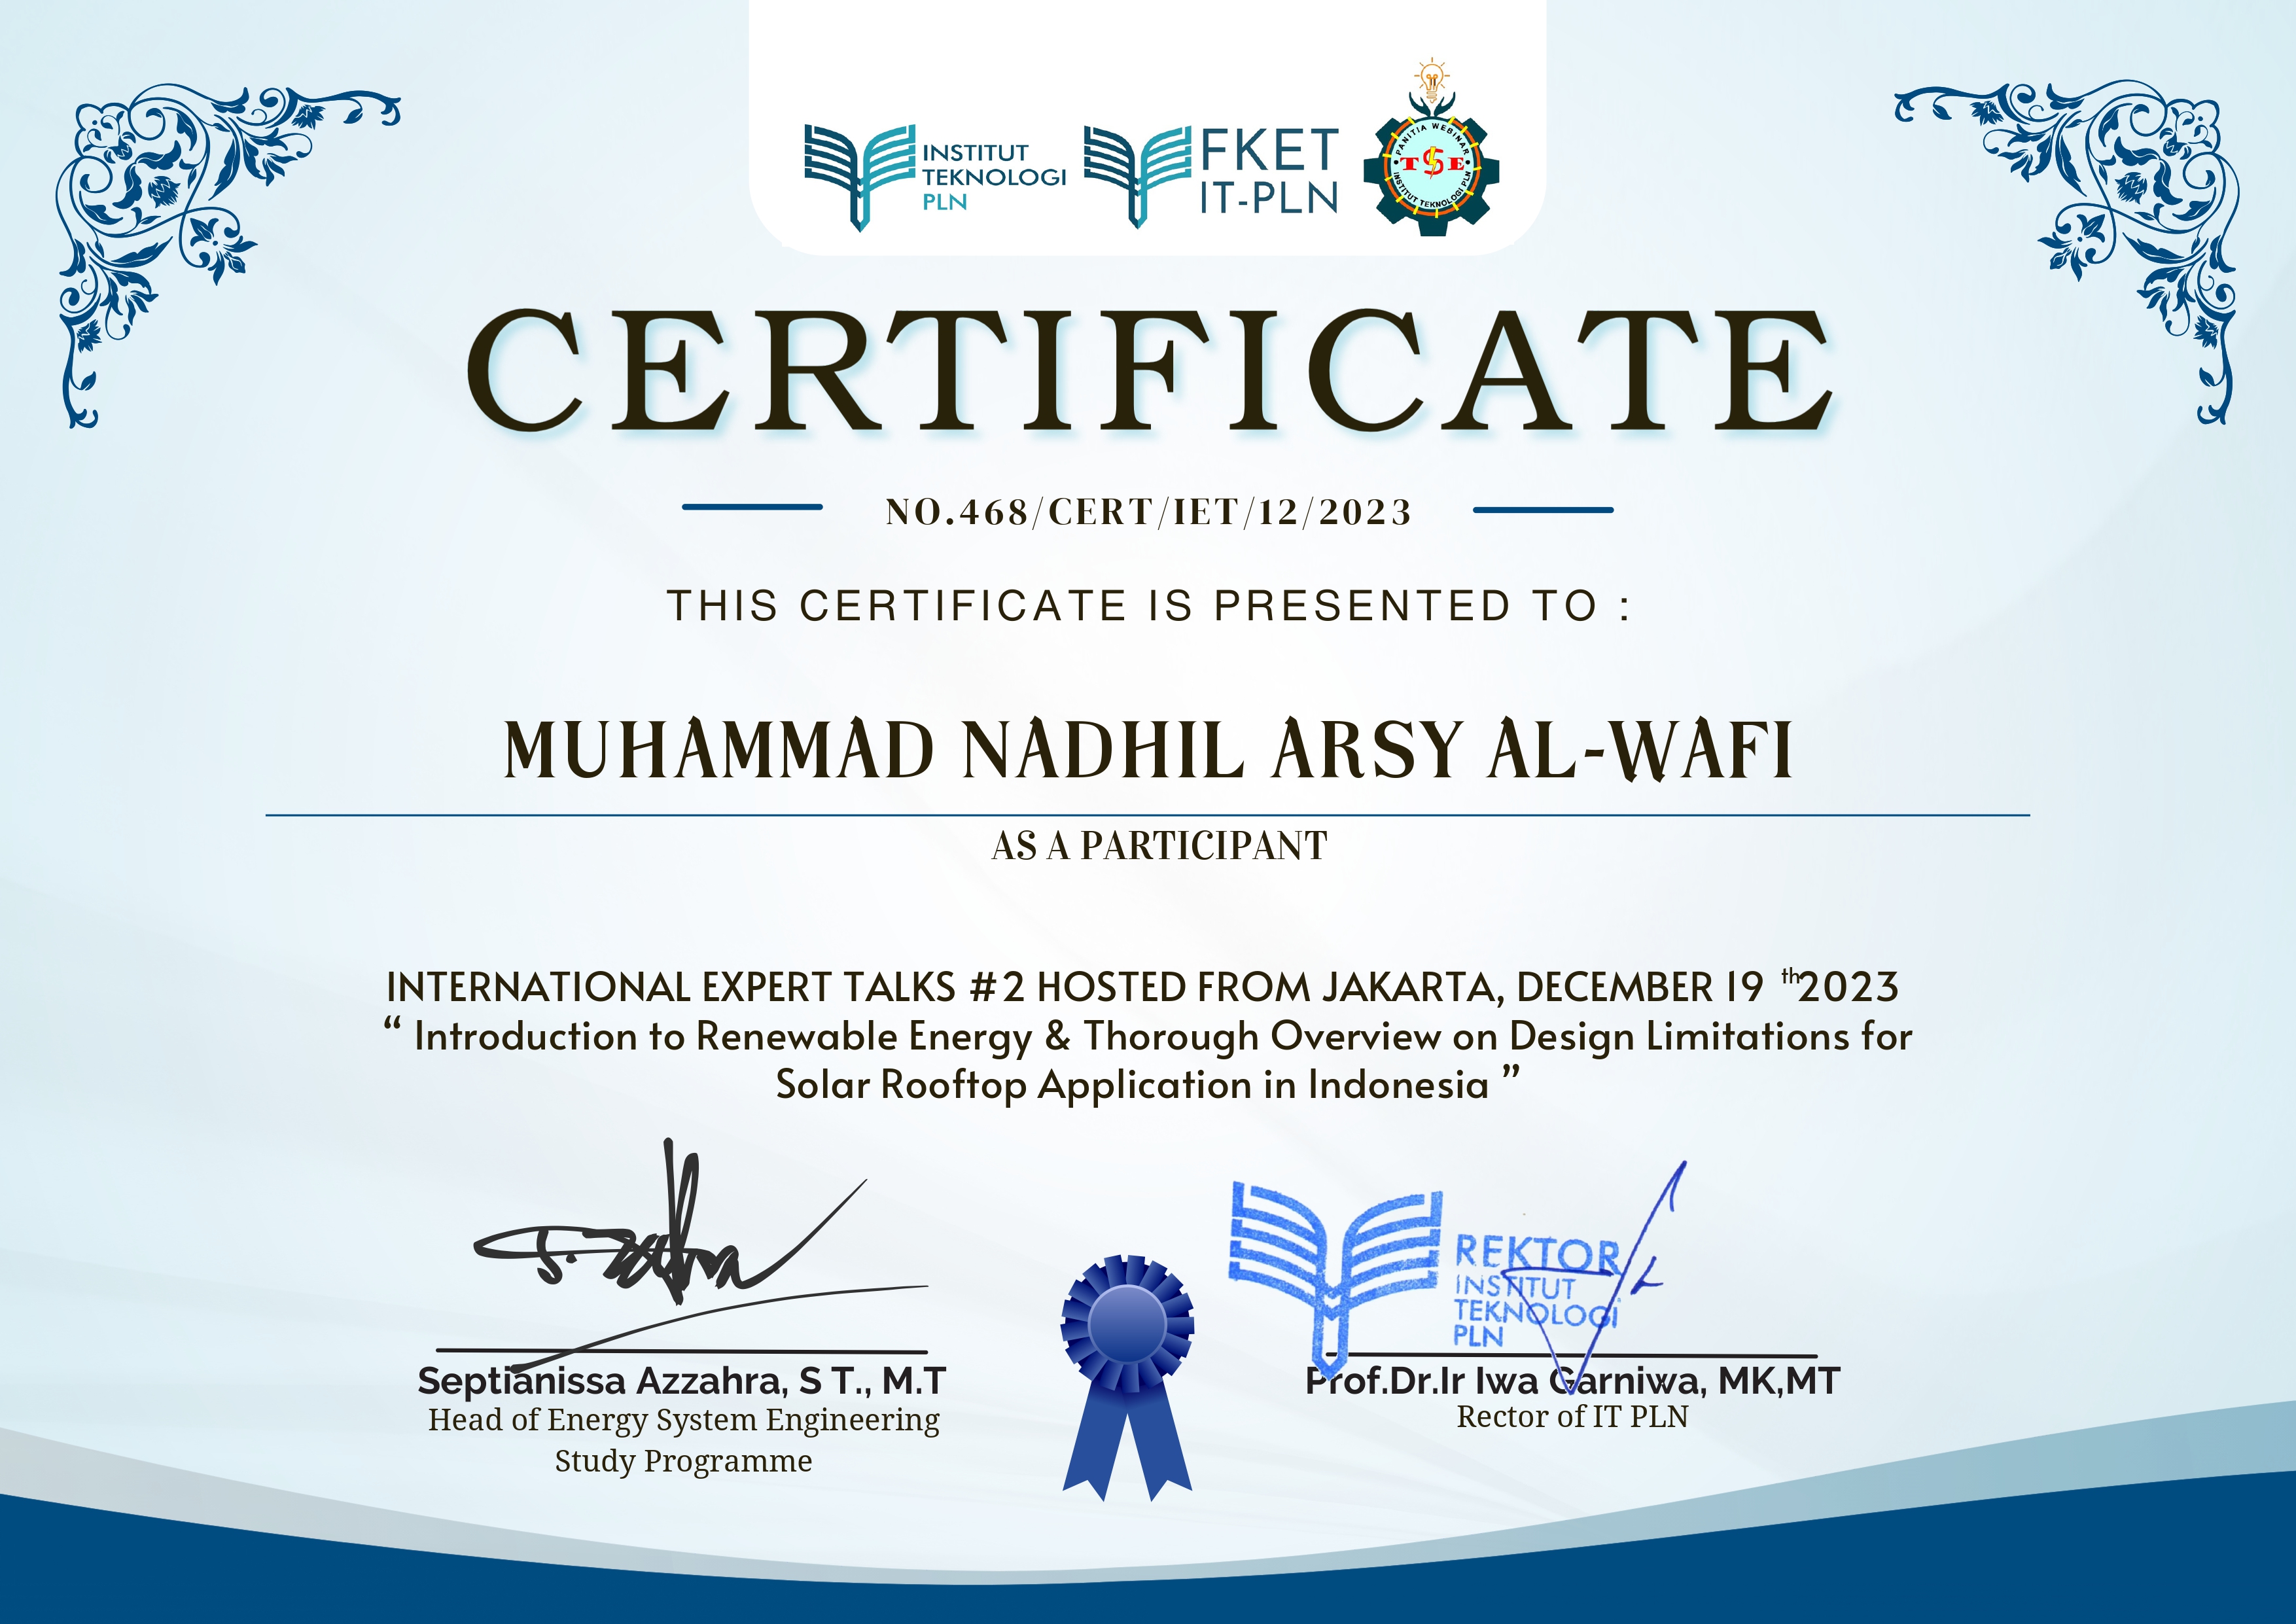 INSTITUT
TEKNOLOGI
PLN
FKET
IT-PLN
PANITIA WEBINAR
TSE
INSTITUT TEKNOLOGI PLN
CERTIFICATE
NO.468/CERT/IET/12/2023
THIS CERTIFICATE IS PRESENTED TO :
MUHAMMAD NADHIL ARSY AL-WAFI
AS A PARTICIPANT
INTERNATIONAL EXPERT TALKS #2 HOSTED FROM JAKARTA, DECEMBER 19 th 2023
“ Introduction to Renewable Energy & Thorough Overview on Design Limitations for
Solar Rooftop Application in Indonesia ”
S. Azzahra
Septianissa Azzahra, S T., M.T
Head of Energy System Engineering
Study Programme
REKTOR
INSTITUT
TEKNOLOGI
PLN
Prof.Dr.Ir Iwa Garniwa, MK,MT
Rector of IT PLN